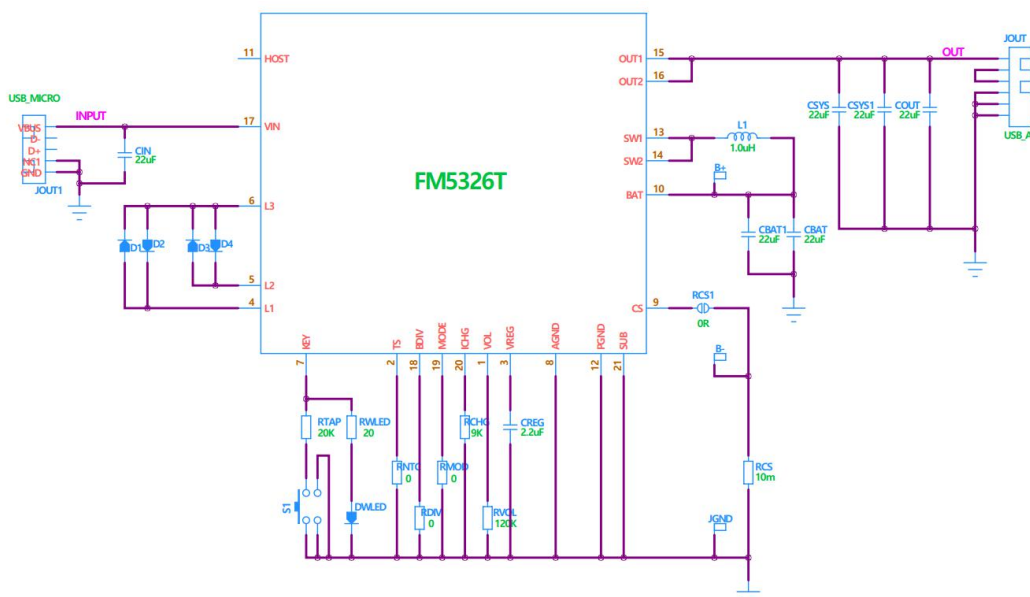 JOUT
11 HOST
OUT1 15
OUT
OUT2 16
USB_MICRO
INPUT
CSYS CSYS1 COUT
22uF 22uF 22uF
VBUS
17 VIN
L1
SW1 13
USB_A
D-
D+
CIN
22uF
1.0uH
NC1
SW2 14
GND
FM5326T
B+
JOUT1
BAT 10
6 L3
CBAT1 CBAT
22uF 22uF
D1 D2 D3 D4
5 L2
RCS1
4 L1
CS 9
0R
KEY TS BDIV MODE ICHG VOL VREG AGND PGND SUB
B-
7 2 18 19 20 1 3 8 12 21
RTAP RWLED RCHG CREG
20K 20 9K 2.2uF
RNTC RMOD RCS
0 0 10m
S1 DWLED RDIV RVOL JGND
0 120K